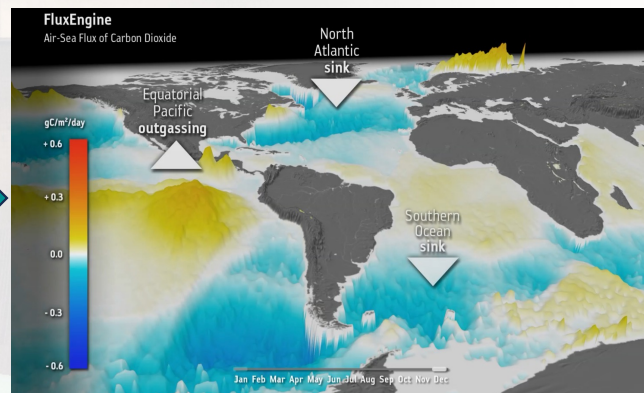 FluxEngine
Air-Sea Flux of Carbon Dioxide
North
Atlantic
sink
Equatorial
Pacific
outgassing
gC/m²/day
+ 0.6
+ 0.3
0.0
- 0.3
- 0.6
Southern
Ocean
sink
Jan Feb Mar Apr May Jun Jul Aug Sep Oct Nov Dec